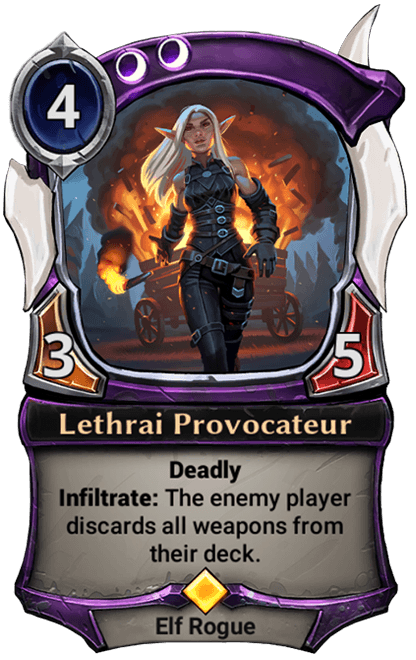 4
3
5
Lethrai Provocateur
Deadly
Infiltrate: The enemy player
discards all weapons from
their deck.
Elf Rogue